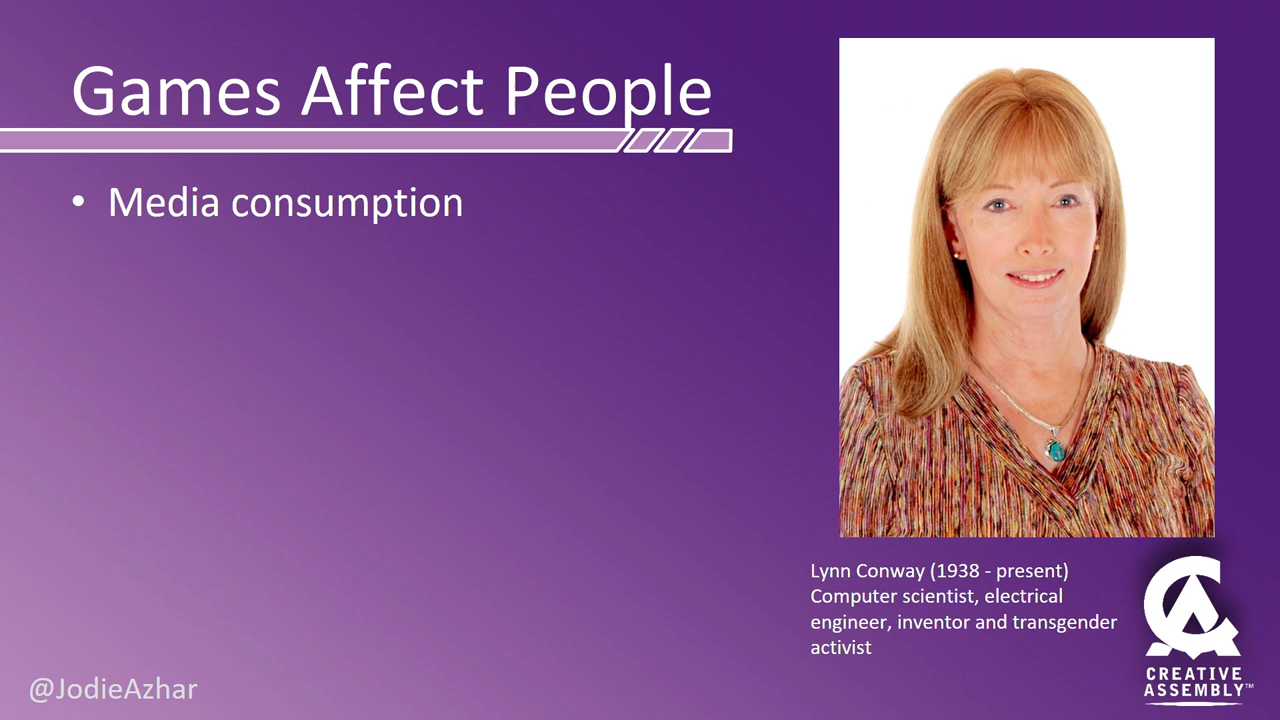 Games Affect People
• Media consumption
Lynn Conway (1938 - present)
Computer scientist, electrical
engineer, inventor and transgender
activist
@JodieAzhar
CREATIVE
ASSEMBLY™